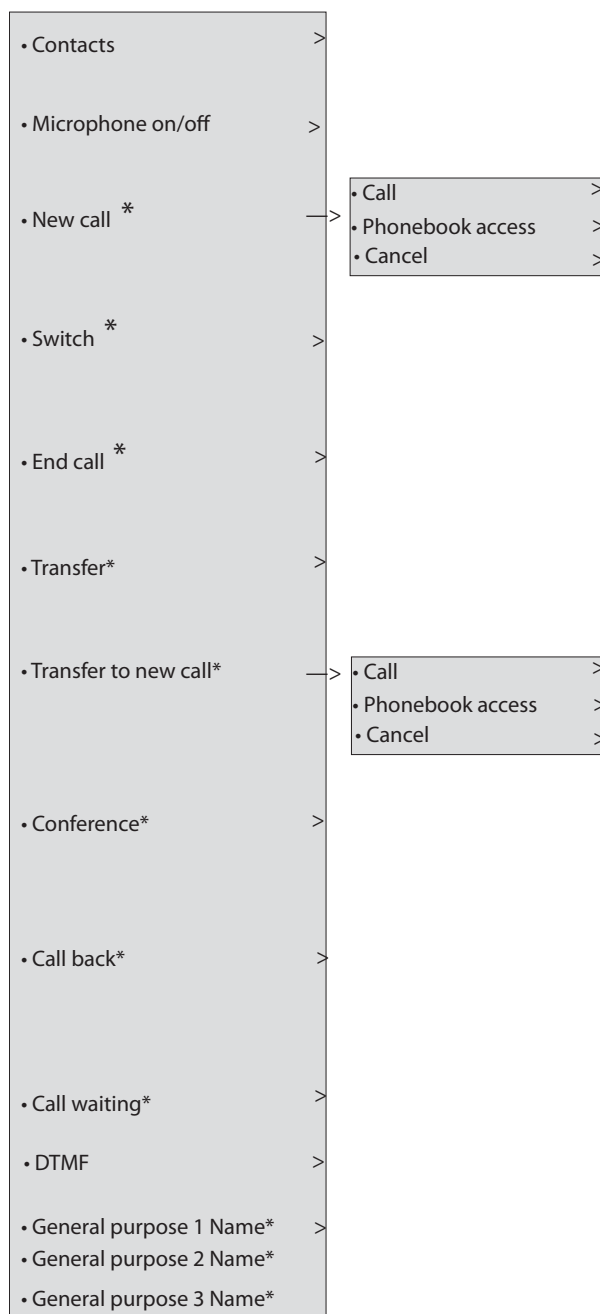 • Contacts >
• Microphone on/off >
• New call * —>
• Call >
• Phonebook access >
• Cancel >
• Switch * >
• End call * >
• Transfer* >
• Transfer to new call* —>
• Call >
• Phonebook access >
• Cancel >
• Conference* >
• Call back* >
• Call waiting* >
• DTMF >
• General purpose 1 Name* >
• General purpose 2 Name*
• General purpose 3 Name*